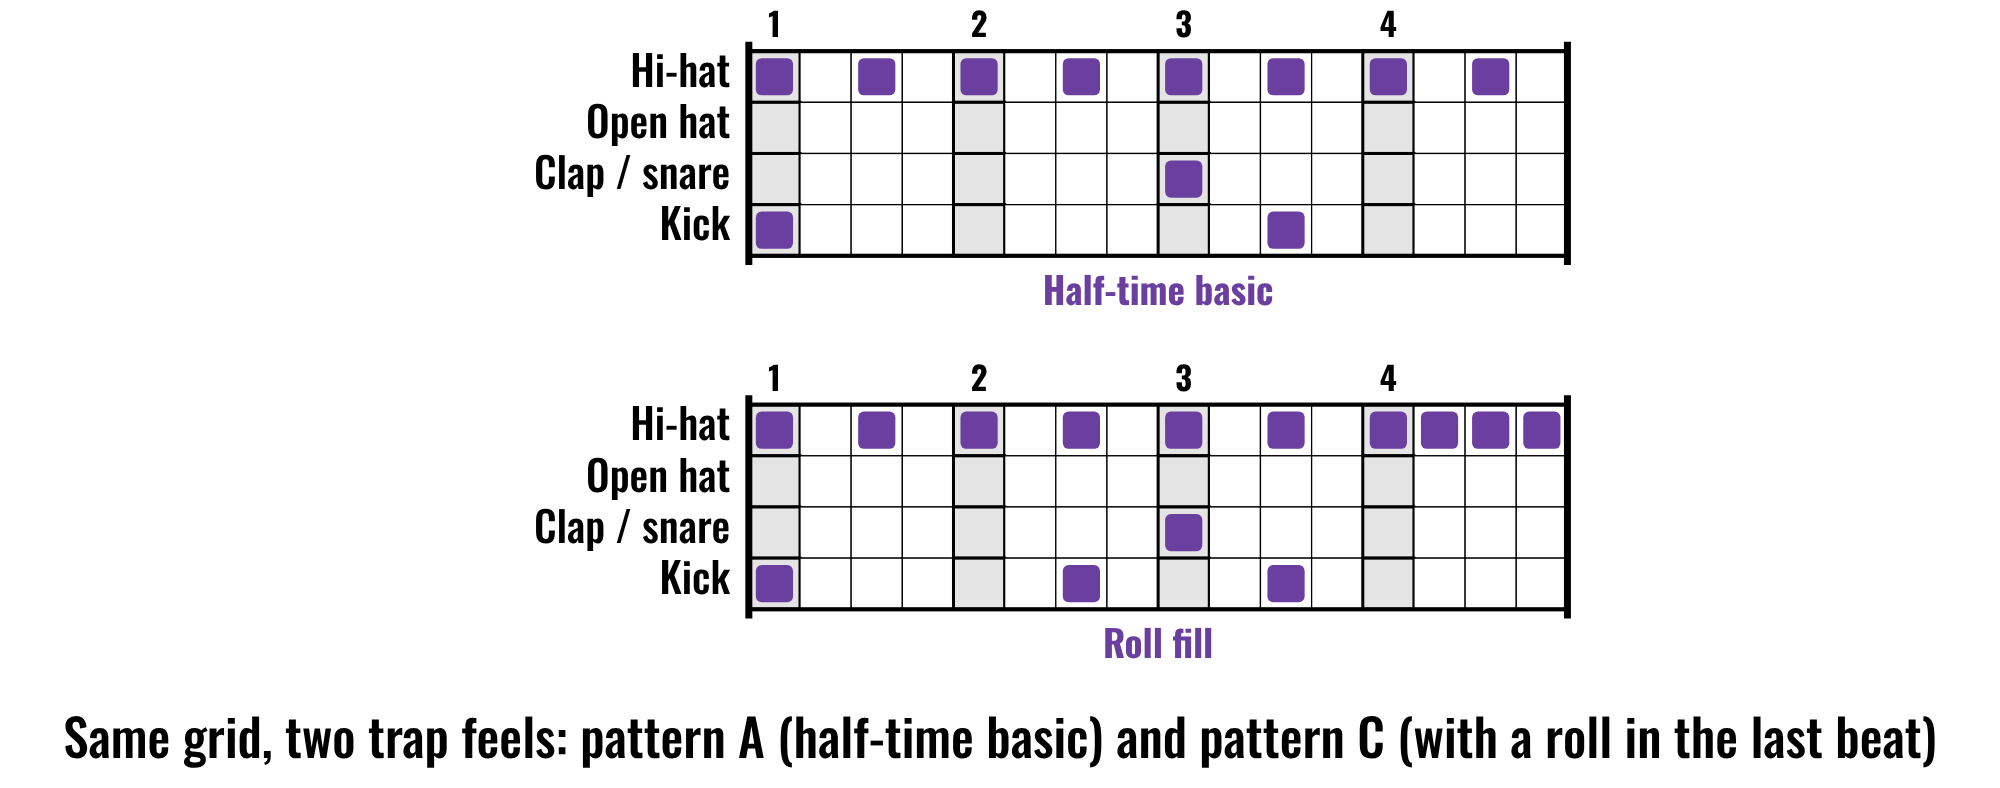 1 2 3 4
Hi-hat
Open hat
Clap / snare
Kick
Half-time basic
1 2 3 4
Hi-hat
Open hat
Clap / snare
Kick
Roll fill
Same grid, two trap feels: pattern A (half-time basic) and pattern C (with a roll in the last beat)